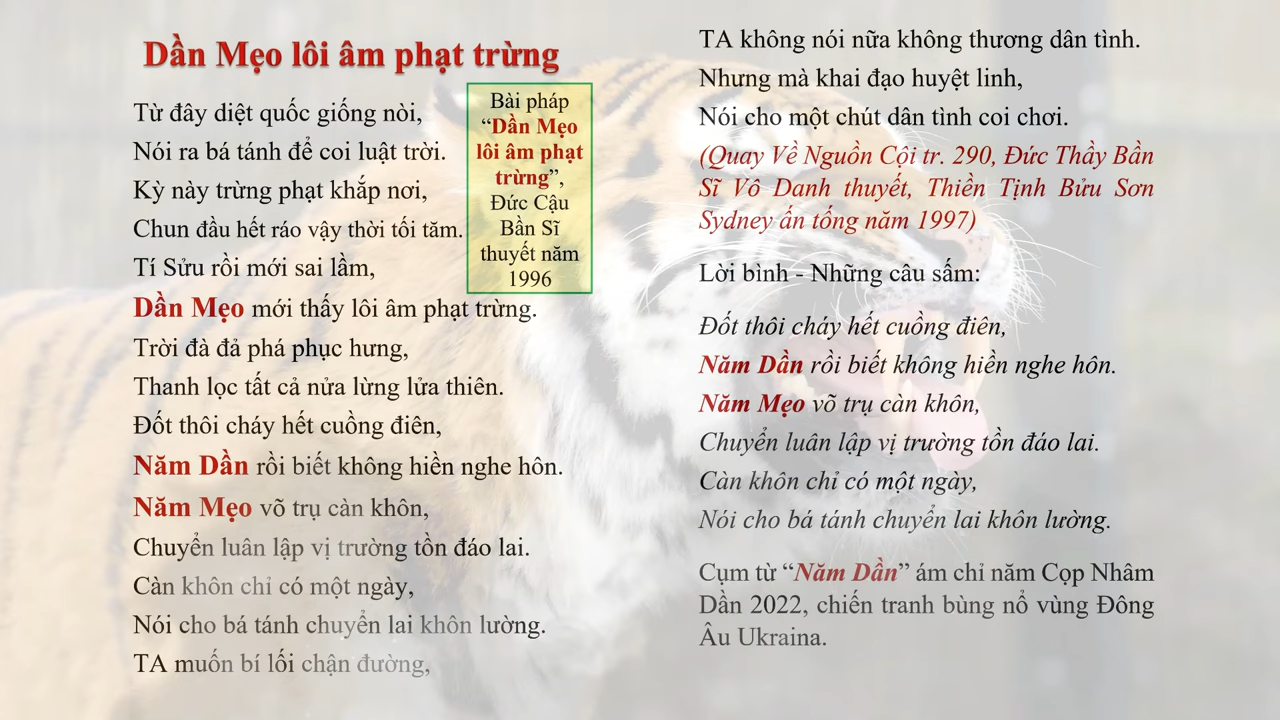 Dần Mẹo lôi âm phạt trừng
Từ đây diệt quốc giống nòi,
Nói ra bá tánh để coi luật trời.
Kỳ này trừng phạt khắp nơi,
Chun đầu hết ráo vậy thời tối tăm.
Tí Sửu rồi mới sai lầm,
Dần Mẹo mới thấy lôi âm phạt trừng.
Trời đà đả phá phục hưng,
Thanh lọc tất cả nửa lừng lửa thiên.
Đốt thôi cháy hết cuồng điên,
Năm Dần rồi biết không hiền nghe hôn.
Năm Mẹo võ trụ càn khôn,
Chuyển luân lập vị trường tồn đáo lai.
Càn khôn chỉ có một ngày,
Nói cho bá tánh chuyển lai khôn lường.
TA muốn bí lối chận đường,
Bài pháp
“Dần Mẹo
lôi âm phạt
trừng”,
Đức Cậu
Bần Sĩ
thuyết năm
1996
TA không nói nữa không thương dân tình.
Nhưng mà khai đạo huyệt linh,
Nói cho một chút dân tình coi chơi.
(Quay Về Nguồn Cội tr. 290, Đức Thầy Bần
Sĩ Vô Danh thuyết, Thiền Tịnh Bửu Sơn
Sydney ấn tống năm 1997)
Lời bình - Những câu sấm:
Đốt thôi cháy hết cuồng điên,
Năm Dần rồi biết không hiền nghe hôn.
Năm Mẹo võ trụ càn khôn,
Chuyển luân lập vị trường tồn đáo lai.
Càn khôn chỉ có một ngày,
Nói cho bá tánh chuyển lai khôn lường.
Cụm từ “Năm Dần” ám chỉ năm Cọp Nhâm
Dần 2022, chiến tranh bùng nổ vùng Đông
Âu Ukraina.